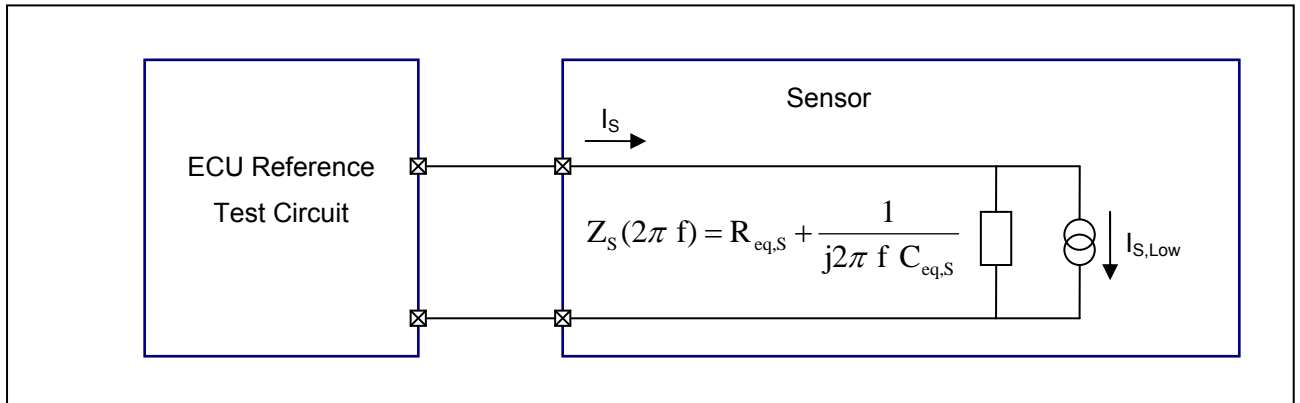 Sensor
I_S
ECU Reference
Test Circuit
Z_S(2π f) = R_eq,S + 1 / (j2π f C_eq,S)
I_S,Low